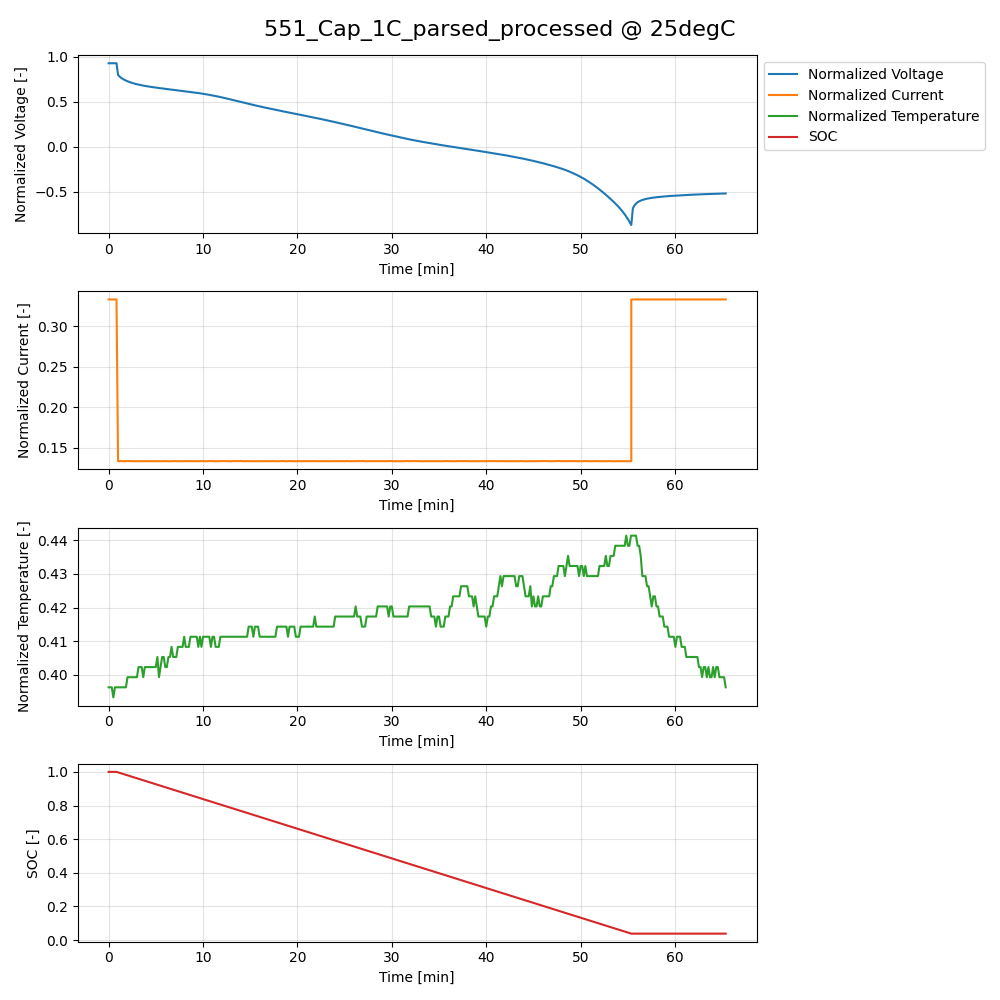 551_Cap_1C_parsed_processed @ 25degC
Normalized Voltage [-]
1.0
0.5
0.0
−0.5
0 10 20 30 40 50 60
Time [min]
Normalized Voltage
Normalized Current
Normalized Temperature
SOC
Normalized Current [-]
0.30
0.25
0.20
0.15
0 10 20 30 40 50 60
Time [min]
Normalized Temperature [-]
0.44
0.43
0.42
0.41
0.40
0 10 20 30 40 50 60
Time [min]
SOC [-]
1.0
0.8
0.6
0.4
0.2
0.0
0 10 20 30 40 50 60
Time [min]